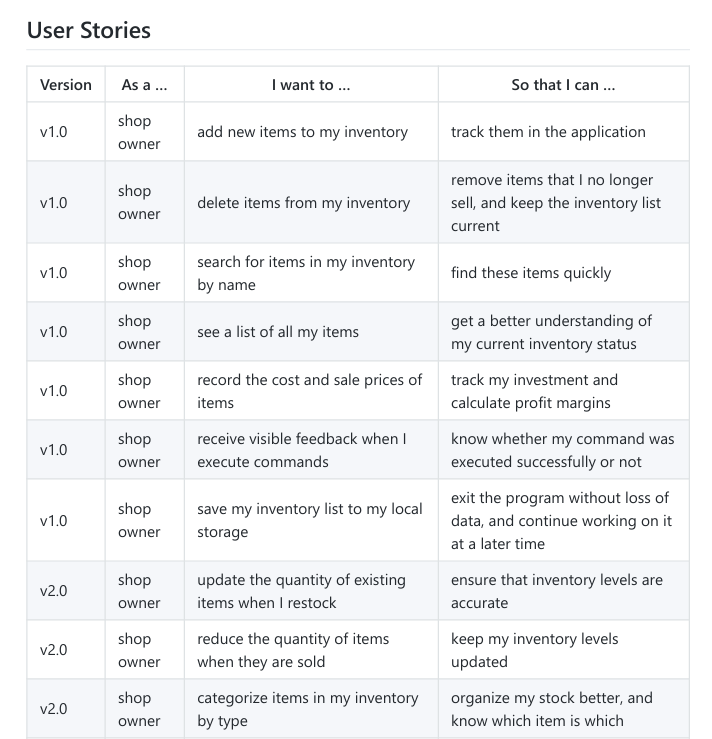 User Stories
Version As a ... I want to ... So that I can ...
v1.0 shop owner add new items to my inventory track them in the application
v1.0 shop owner delete items from my inventory remove items that I no longer sell, and keep the inventory list current
v1.0 shop owner search for items in my inventory by name find these items quickly
v1.0 shop owner see a list of all my items get a better understanding of my current inventory status
v1.0 shop owner record the cost and sale prices of items track my investment and calculate profit margins
v1.0 shop owner receive visible feedback when I execute commands know whether my command was executed successfully or not
v1.0 shop owner save my inventory list to my local storage exit the program without loss of data, and continue working on it at a later time
v2.0 shop owner update the quantity of existing items when I restock ensure that inventory levels are accurate
v2.0 shop owner reduce the quantity of items when they are sold keep my inventory levels updated
v2.0 shop owner categorize items in my inventory by type organize my stock better, and know which item is which